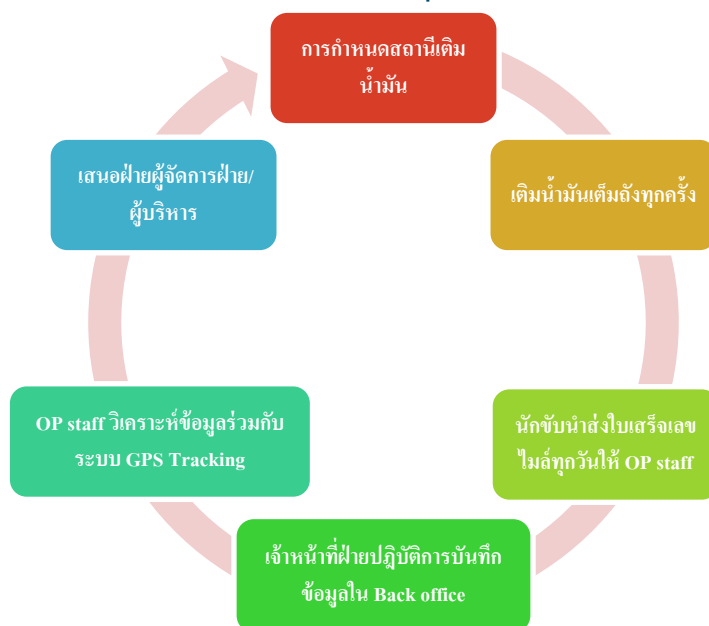 การกำหนดสถานีเติม
น้ำมัน
เติมน้ำมันเต็มถังทุกครั้ง
นักขับนำส่งใบเสร็จเลข
ไมล์ทุกวันให้ OP staff
เจ้าหน้าที่ฝ่ายปฎิบัติการบันทึก
ข้อมูลใน Back office
OP staff วิเคราะห์ข้อมูลร่วมกับ
ระบบ GPS Tracking
เสนอฝ่ายผู้จัดการฝ่าย/
ผู้บริหาร